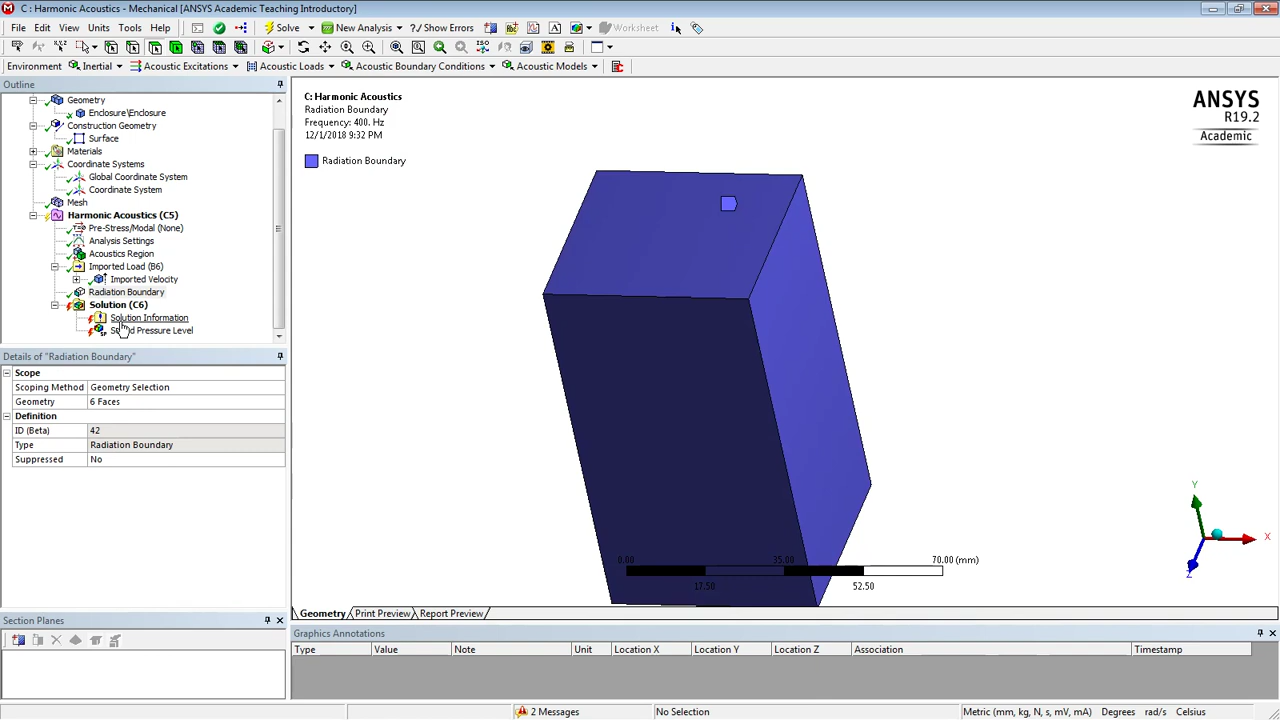 C : Harmonic Acoustics - Mechanical [ANSYS Academic Teaching Introductory]
File Edit View Units Tools Help Solve New Analysis ? Show Errors Worksheet
Environment Inertial Acoustic Excitations Acoustic Loads Acoustic Boundary Conditions Acoustic Models
Outline
Geometry
Enclosure\Enclosure
Construction Geometry
Surface
Materials
Coordinate Systems
Global Coordinate System
Coordinate System
Mesh
Harmonic Acoustics (C5)
Pre-Stress/Modal (None)
Analysis Settings
Acoustics Region
Imported Load (B6)
Imported Velocity
Radiation Boundary
Solution (C6)
Solution Information
Pressure Level
Details of "Radiation Boundary"
Scope
Scoping Method Geometry Selection
Geometry 6 Faces
Definition
ID (Beta) 42
Type Radiation Boundary
Suppressed No
Section Planes
C: Harmonic Acoustics
Radiation Boundary
Frequency: 400. Hz
12/1/2018 9:32 PM
Radiation Boundary
ANSYS
R19.2
Academic
Y
X
Z
0.00 35.00 70.00 (mm)
17.50 52.50
Geometry Print Preview Report Preview
Graphics Annotations
Type Value Note Unit Location X Location Y Location Z Association Timestamp
2 Messages No Selection Metric (mm, kg, N, s, mV, mA) Degrees rad/s Celsius